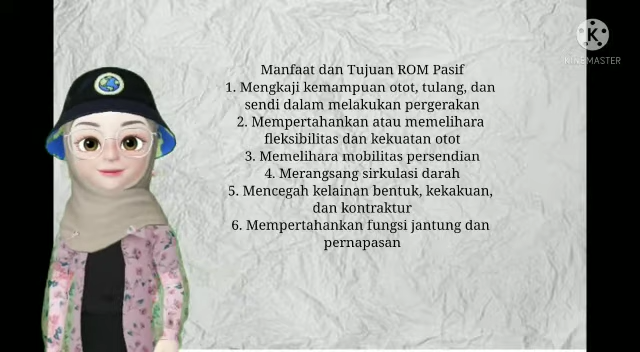 Manfaat dan Tujuan ROM Pasif
1. Mengkaji kemampuan otot, tulang, dan
sendi dalam melakukan pergerakan
2. Mempertahankan atau memelihara
fleksibilitas dan kekuatan otot
3. Memelihara mobilitas persendian
4. Merangsang sirkulasi darah
5. Mencegah kelainan bentuk, kekakuan,
dan kontraktur
6. Mempertahankan fungsi jantung dan
pernapasan
K
KINEMASTER